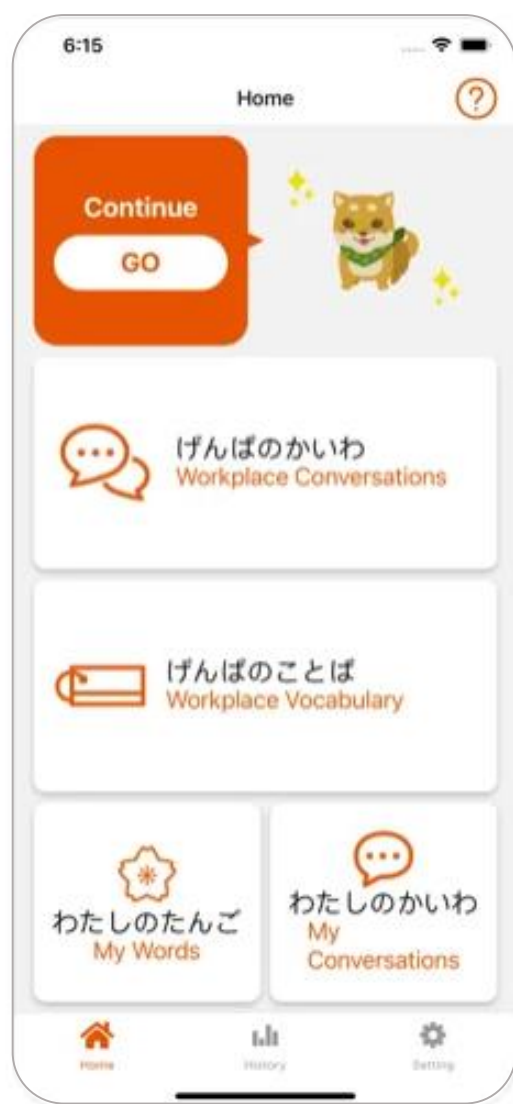 6:15
Home
?
Continue
GO
げんばのかいわ
Workplace Conversations
げんばのことば
Workplace Vocabulary
わたしのたんご
My Words
わたしのかいわ
My
Conversations
Home
History
Setting